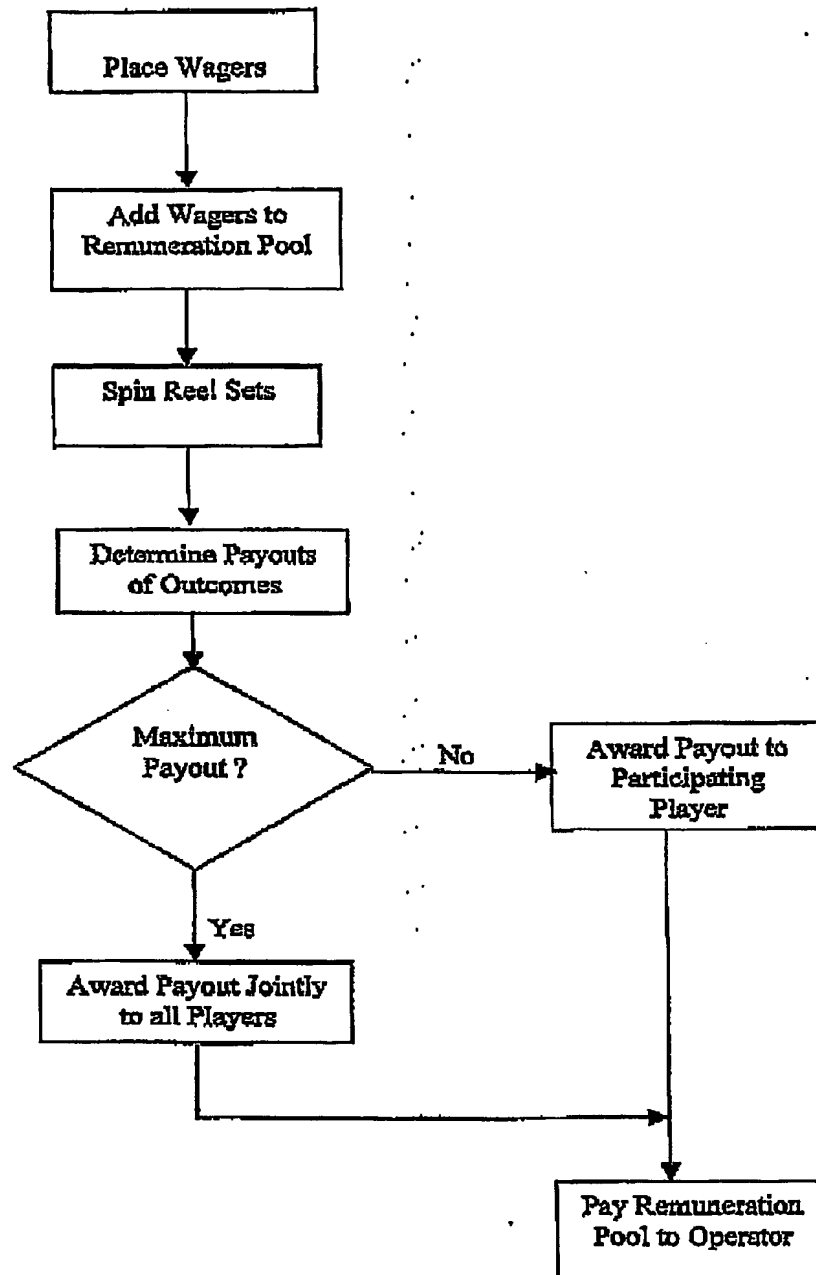 Place Wagers
Add Wagers to
Remuneration Pool
Spin Reel Sets
Determine Payouts
of Outcomes
Maximum
Payout ?
No
Award Payout to
Participating
Player
Yes
Award Payout Jointly
to all Players
Pay Remuneration
Pool to Operator